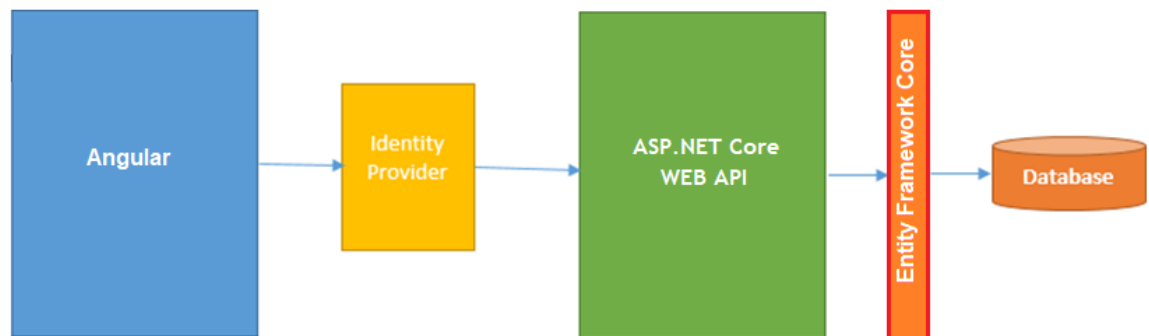 Angular
Identity
Provider
ASP.NET Core
WEB API
Entity Framework Core
Database